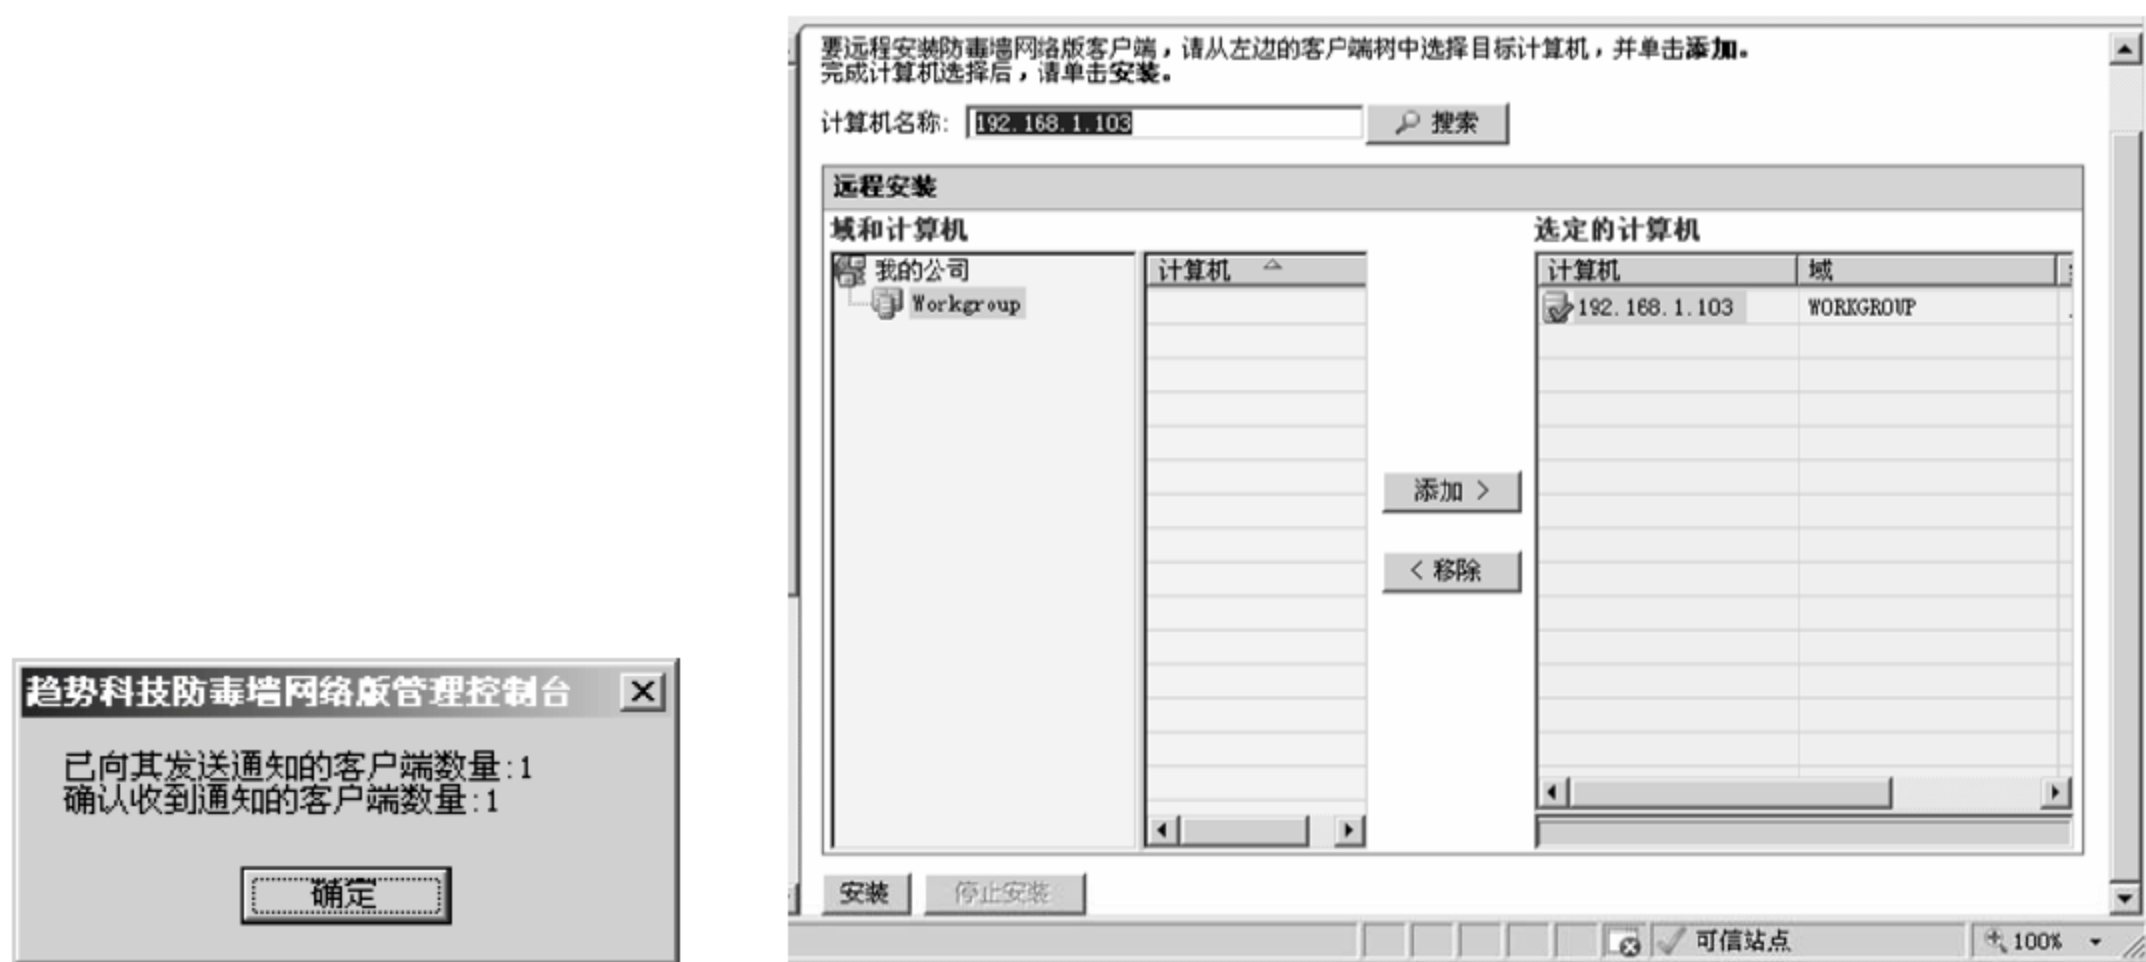 趋势科技防毒墙网络版管理控制台
已向其发送通知的客户端数量:1
确认收到通知的客户端数量:1
确定
要远程安装防毒墙网络版客户端，请从左边的客户端树中选择目标计算机，并单击添加。
完成计算机选择后，请单击安装。
计算机名称: 192.168.1.103 搜索
远程安装
域和计算机 选定的计算机
我的公司 计算机 计算机 域
Workgroup 192.168.1.103 WORKGROUP
添加 >
< 移除
安装 停止安装
可信站点 100%